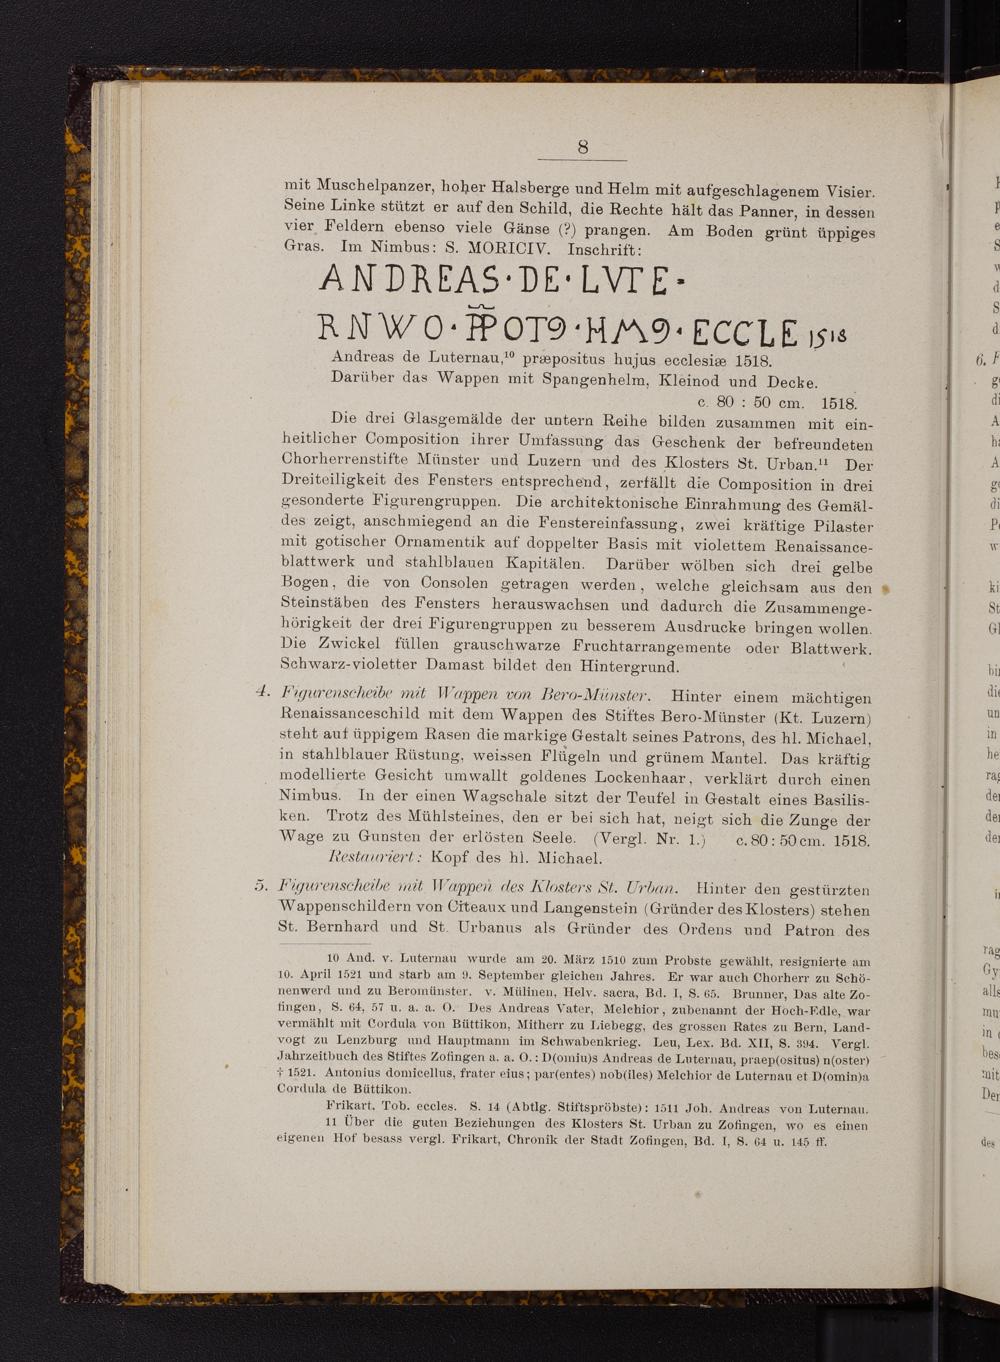 8
mit Muschelpanzer, hoher Halsberge und Helm mit aufgeschlagenem Visier.
Seine Linke stützt er auf den Schild, die Rechte hält das Panner, in dessen
vier Feldern ebenso viele Gänse (?) prangen. Am Boden grünt üppiges
Gras. Im Nimbus: S. MORICIV. Inschrift:
ANDREAS·DE·LVTE-
RNWO·PPOT9·HM9·ECCLE 1518
Andreas de Luternau,¹⁰ præpositus hujus ecclesiæ 1518.
Darüber das Wappen mit Spangenhelm, Kleinod und Decke.
c. 80 : 50 cm. 1518.
Die drei Glasgemälde der untern Reihe bilden zusammen mit ein-
heitlicher Composition ihrer Umfassung das Geschenk der befreundeten
Chorherrenstifte Münster und Luzern und des Klosters St. Urban.¹¹ Der
Dreiteiligkeit des Fensters entsprechend, zerfällt die Composition in drei
gesonderte Figurengruppen. Die architektonische Einrahmung des Gemäl-
des zeigt, anschmiegend an die Fenstereinfassung, zwei kräftige Pilaster
mit gotischer Ornamentik auf doppelter Basis mit violettem Renaissance-
blattwerk und stahlblauen Kapitälen. Darüber wölben sich drei gelbe
Bogen, die von Consolen getragen werden, welche gleichsam aus den
Steinstäben des Fensters herauswachsen und dadurch die Zusammenge-
hörigkeit der drei Figurengruppen zu besserem Ausdrucke bringen wollen.
Die Zwickel füllen grauschwarze Fruchtarrangemente oder Blattwerk.
Schwarz-violetter Damast bildet den Hintergrund.
4. Figurenscheibe mit Wappen von Bero-Münster. Hinter einem mächtigen
Renaissanceschild mit dem Wappen des Stiftes Bero-Münster (Kt. Luzern)
steht auf üppigem Rasen die markige Gestalt seines Patrons, des hl. Michael,
in stahlblauer Rüstung, weissen Flügeln und grünem Mantel. Das kräftig
modellierte Gesicht umwallt goldenes Lockenhaar, verklärt durch einen
Nimbus. In der einen Wagschale sitzt der Teufel in Gestalt eines Basilis-
ken. Trotz des Mühlsteines, den er bei sich hat, neigt sich die Zunge der
Wage zu Gunsten der erlösten Seele. (Vergl. Nr. 1.) c. 80 : 50 cm. 1518.
Restauriert: Kopf des hl. Michael.
5. Figurenscheibe mit Wappen des Klosters St. Urban. Hinter den gestürzten
Wappenschildern von Citeaux und Langenstein (Gründer des Klosters) stehen
St. Bernhard und St. Urbanus als Gründer des Ordens und Patron des
10 And. v. Luternau wurde am 20. März 1510 zum Probste gewählt, resignierte am
10. April 1521 und starb am 9. September gleichen Jahres. Er war auch Chorherr zu Schö-
nenwerd und zu Beromünster. v. Mülinen, Helv. sacra, Bd. I, S. 65. Brunner, Das alte Zo-
fingen, S. 64, 57 u. a. a. O. Des Andreas Vater, Melchior, zubenannt der Hoch-Edle, war
vermählt mit Cordula von Büttikon, Mitherr zu Liebegg, des grossen Rates zu Bern, Land-
vogt zu Lenzburg und Hauptmann im Schwabenkrieg. Leu, Lex. Bd. XII, S. 394. Vergl.
Jahrzeitbuch des Stiftes Zofingen a. a. O.: D(omiu)s Andreas de Luternau, praep(ositus) n(oster)
† 1521. Antonius domicellus, frater eius; par(entes) nob(iles) Melchior de Luternau et D(omin)a
Cordula de Büttikon.
Frikart, Tob. eccles. S. 14 (Abtlg. Stiftspröbste): 1511 Joh. Andreas von Luternau.
11 Über die guten Beziehungen des Klosters St. Urban zu Zofingen, wo es einen
eigenen Hof besass vergl. Frikart, Chronik der Stadt Zofingen, Bd. I, S. 64 u. 145 ff.